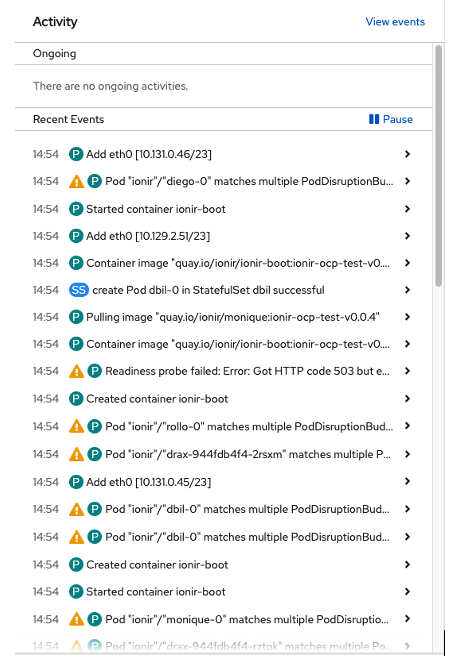 Activity
View events
Ongoing
There are no ongoing activities.
Recent Events
Pause
14:54 P Add eth0 [10.131.0.46/23]
14:54 P Pod "ionir"/"diego-0" matches multiple PodDisruptionBu...
14:54 P Started container ionir-boot
14:54 P Add eth0 [10.129.2.51/23]
14:54 P Container image "quay.io/ionir/ionir-boot:ionir-ocp-test-v0....
14:54 SS create Pod dbil-0 in StatefulSet dbil successful
14:54 P Pulling image "quay.io/ionir/monique:ionir-ocp-test-v0.0.4"
14:54 P Container image "quay.io/ionir/ionir-boot:ionir-ocp-test-v0....
14:54 P Readiness probe failed: Error: Got HTTP code 503 but e...
14:54 P Created container ionir-boot
14:54 P Pod "ionir"/"rollo-0" matches multiple PodDisruptionBud...
14:54 P Pod "ionir"/"drax-944fdb4f4-2rsxm" matches multiple P...
14:54 P Add eth0 [10.131.0.45/23]
14:54 P Pod "ionir"/"dbil-0" matches multiple PodDisruptionBud...
14:54 P Pod "ionir"/"dbil-0" matches multiple PodDisruptionBud...
14:54 P Created container ionir-boot
14:54 P Started container ionir-boot
14:54 P Pod "ionir"/"monique-0" matches multiple PodDisruptio...
14:54 P Pod "ionir"/"drax-944fdb4f4-rztpk" matches multiple Po...